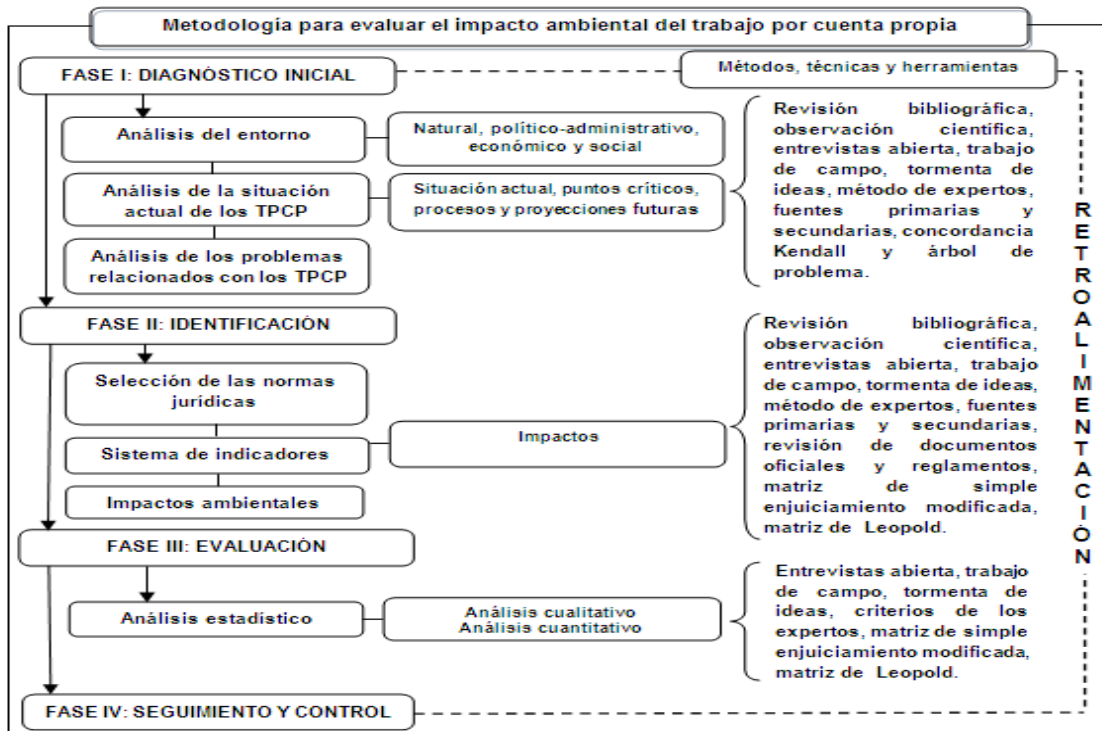 Metodología para evaluar el impacto ambiental del trabajo por cuenta propia
FASE I: DIAGNÓSTICO INICIAL
Métodos, técnicas y herramientas
Análisis del entorno
Natural, político-administrativo,
económico y social
Análisis de la situación
actual de los TPCP
Situación actual, puntos críticos,
procesos y proyecciones futuras
Análisis de los problemas
relacionados con los TPCP
Revisión bibliográfica,
observación científica,
entrevistas abierta, trabajo
de campo, tormenta de
ideas, método de expertos,
fuentes primarias y
secundarias, concordancia
Kendall y árbol de
problema.
FASE II: IDENTIFICACIÓN
Selección de las normas
jurídicas
Sistema de indicadores
Impactos
Impactos ambientales
Revisión bibliográfica,
observación científica,
entrevistas abierta, trabajo
de campo, tormenta de ideas,
método de expertos, fuentes
primarias y secundarias,
revisión de documentos
oficiales y reglamentos,
matriz de simple
enjuiciamiento modificada,
matriz de Leopold.
FASE III: EVALUACIÓN
Análisis estadístico
Análisis cualitativo
Análisis cuantitativo
Entrevistas abierta, trabajo
de campo, tormenta de
ideas, criterios de los
expertos, matriz de simple
enjuiciamiento modificada,
matriz de Leopold.
FASE IV: SEGUIMIENTO Y CONTROL
RETROALIMENTACIÓN